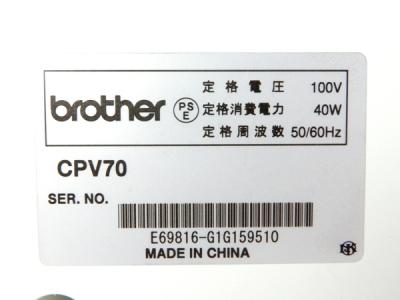 brother
PS
E
定格電圧 100V
定格消費電力 40W
定格周波数 50/60Hz
CPV70
SER. NO.
E69816-G1G159510
MADE IN CHINA